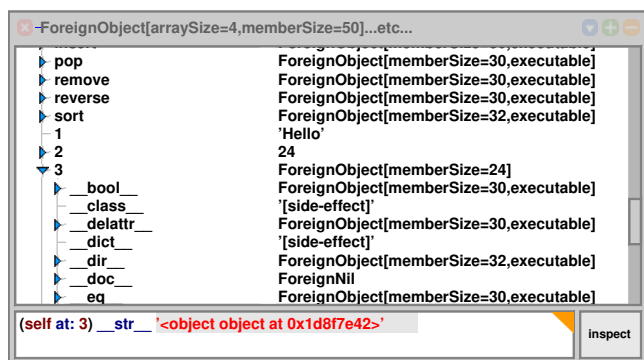 ForeignObject[arraySize=4,memberSize=50]...etc...
pop ForeignObject[memberSize=30,executable]
remove ForeignObject[memberSize=30,executable]
reverse ForeignObject[memberSize=30,executable]
sort ForeignObject[memberSize=32,executable]
1 'Hello'
2 24
3 ForeignObject[memberSize=24]
__bool__ ForeignObject[memberSize=30,executable]
__class__ '[side-effect]'
__delattr__ ForeignObject[memberSize=30,executable]
__dict__ '[side-effect]'
__dir__ ForeignObject[memberSize=32,executable]
__doc__ ForeignNil
__eq__ ForeignObject[memberSize=30,executable]
(self at: 3) __str__ '<object object at 0x1d8f7e42>'
inspect